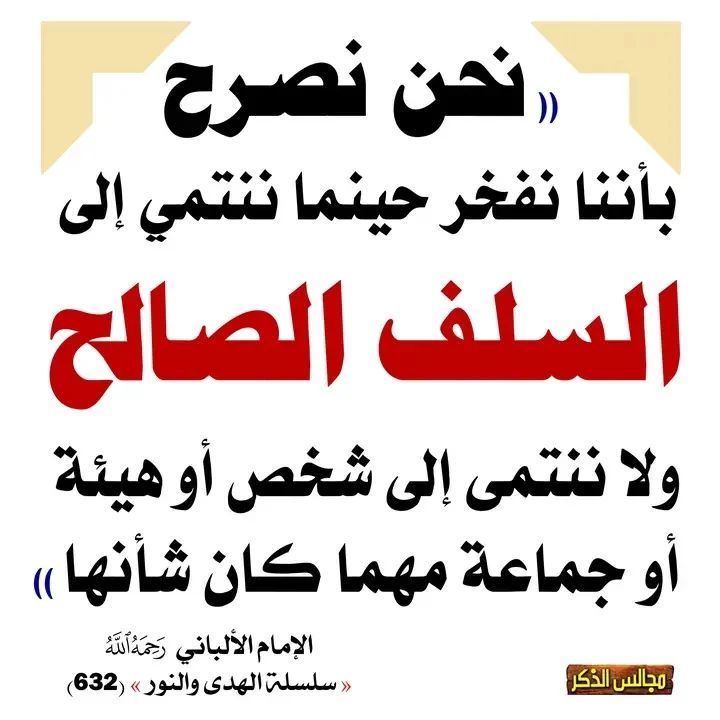 (( نحن نصرح
بأننا نفخر حينما ننتمي إلى
السلف الصالح
ولا ننتمى إلى شخص أو هيئة
أو جماعة مهما كان شأنها ))
الإمام الألباني رَحِمَهُ ٱللَّهُ
« سلسلة الهدى والنور » (632)
مجالس الذكر